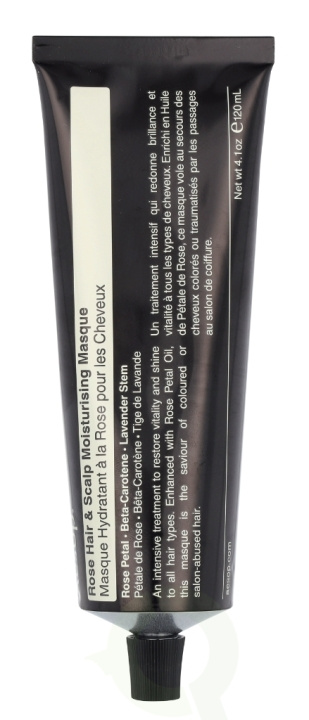 Rose Hair & Scalp Moisturising Masque
Masque Hydratant à la Rose pour les Cheveux
Rose Petal • Beta-Carotene • Lavender Stem
Pétale de Rose • Bêta-Carotène • Tige de Lavande
An intensive treatment to restore vitality and shine
to all hair types. Enhanced with Rose Petal Oil,
this masque is the saviour of coloured or
salon-abused hair.
Un traitement intensif qui redonne brillance et
vitalité à tous les types de cheveux. Enrichi en Huile
de Pétale de Rose, ce masque vole au secours des
cheveux colorés ou traumatisés par les passages
au salon de coiffure.
aesop.com
Net wt 4.1 oz ℮120mL